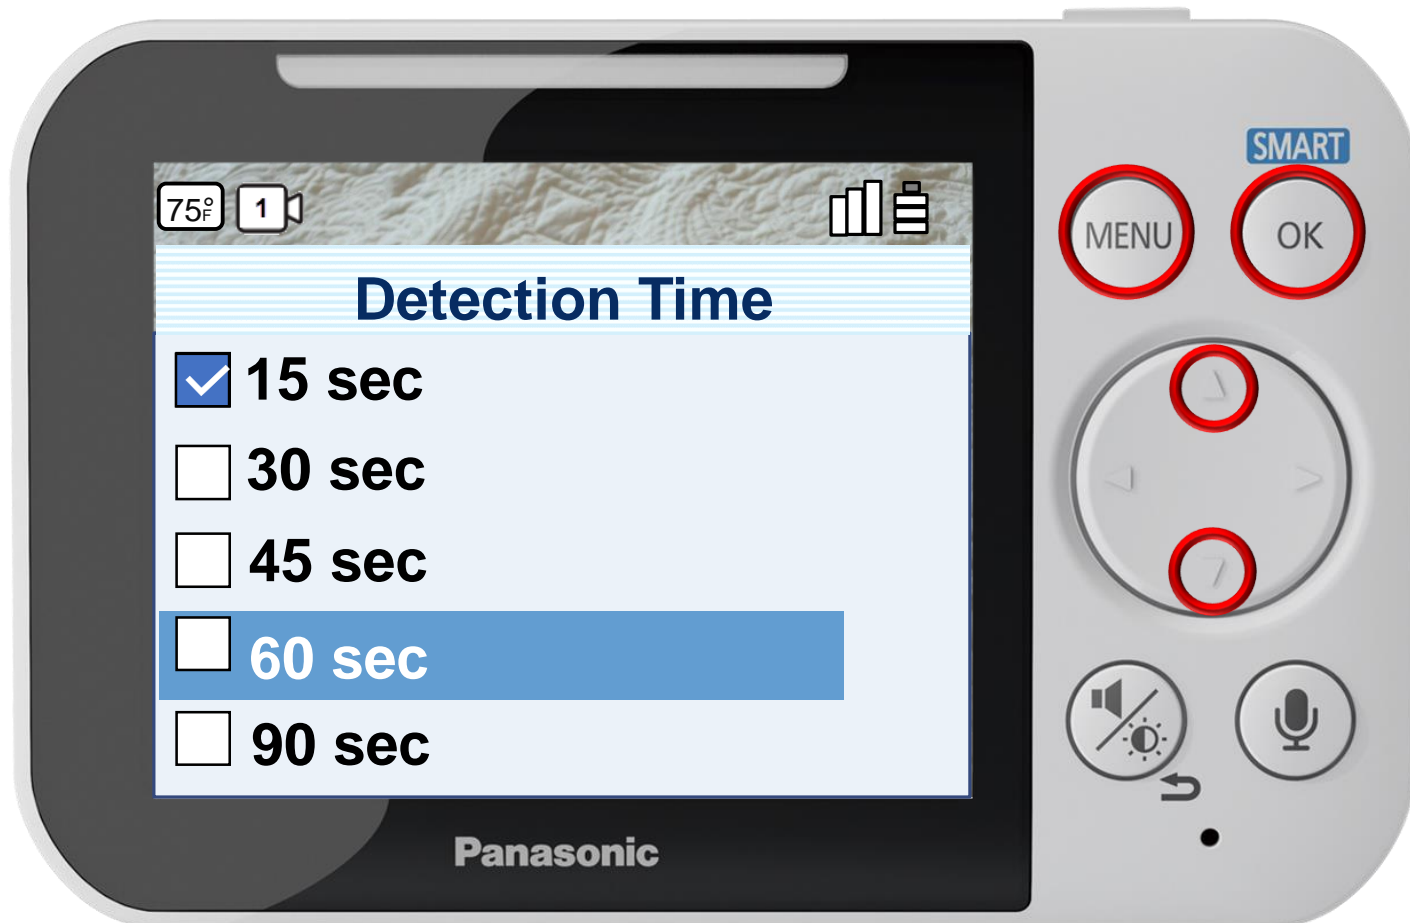 SMART
75°F 1
MENU OK
Detection Time
15 sec
30 sec
45 sec
60 sec
90 sec
Panasonic